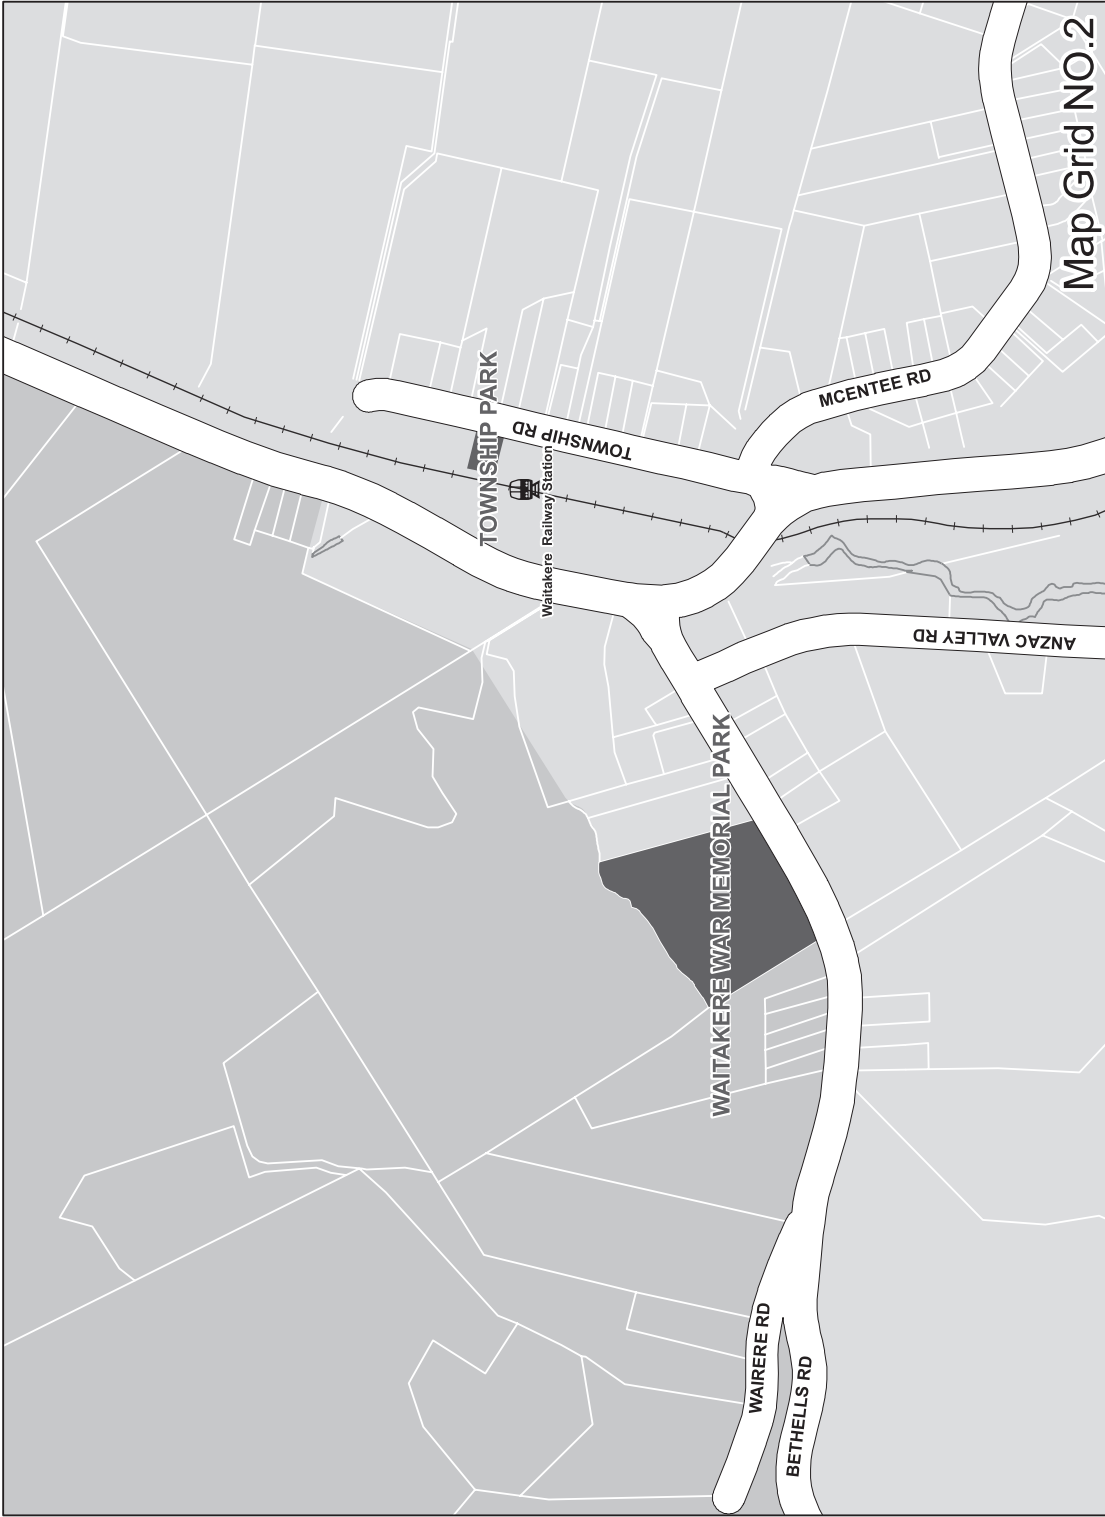 TOWNSHIP PARK
TOWNSHIP RD
Waitakere Railway Station
MCENTEE RD
ANZAC VALLEY RD
WAITAKERE WAR MEMORIAL PARK
WAIRERE RD
BETHELLS RD
Map Grid NO.2